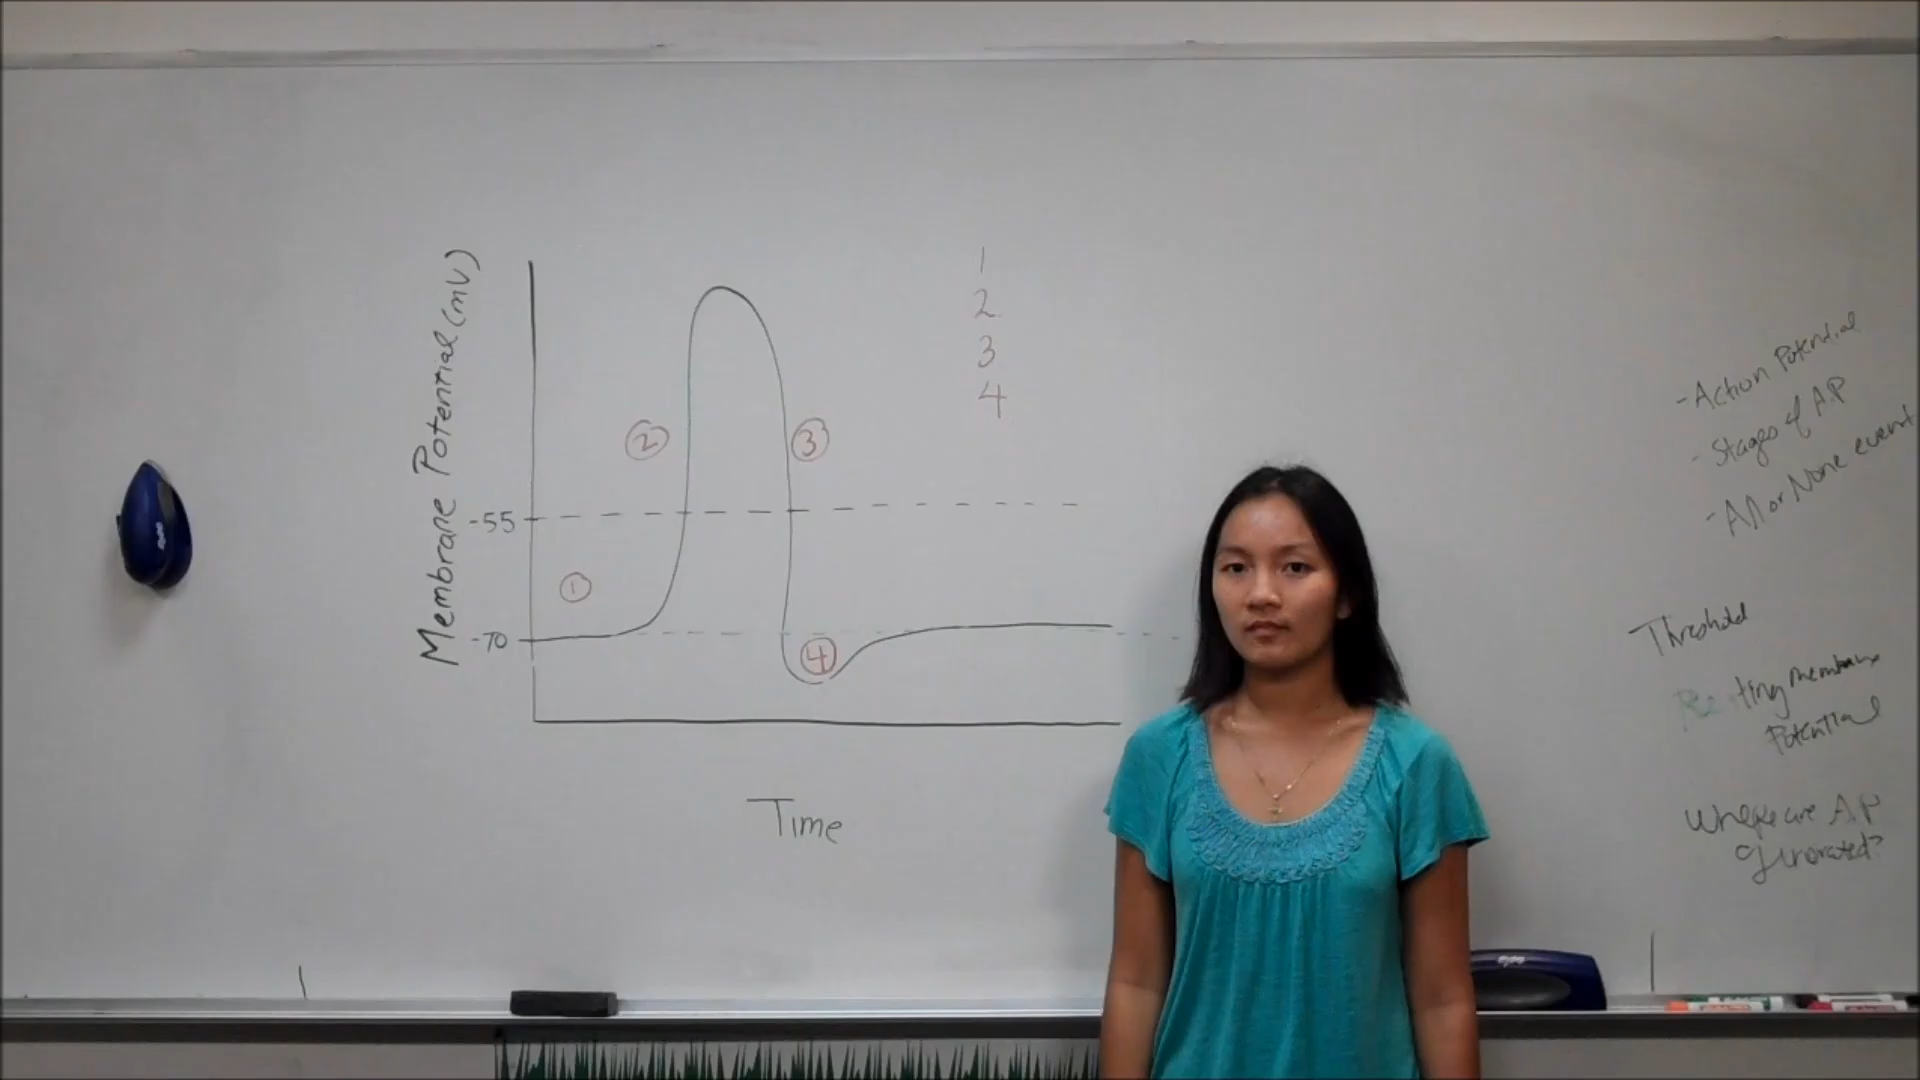 Membrane Potential (mV)
-55
-70
1
2
3
4
Time
1
2
3
4
- Action Potential
- Stages of AP
- All or None event
Threshold
Resting membrane
Potential
Where are AP
generated?
expo